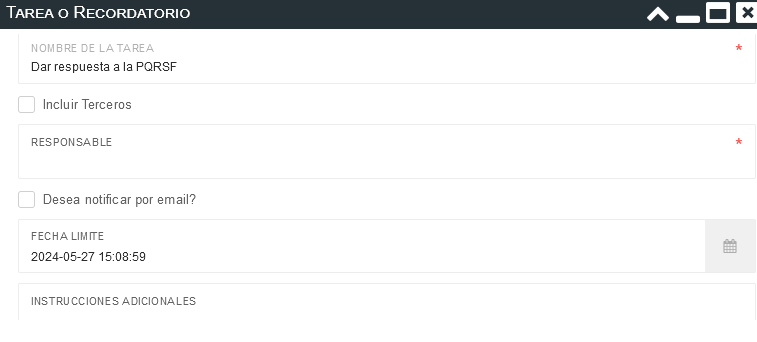 Tarea o Recordatorio
NOMBRE DE LA TAREA
*
Dar respuesta a la PQRSF
Incluir Terceros
RESPONSABLE
*
Desea notificar por email?
FECHA LIMITE
2024-05-27 15:08:59
INSTRUCCIONES ADICIONALES